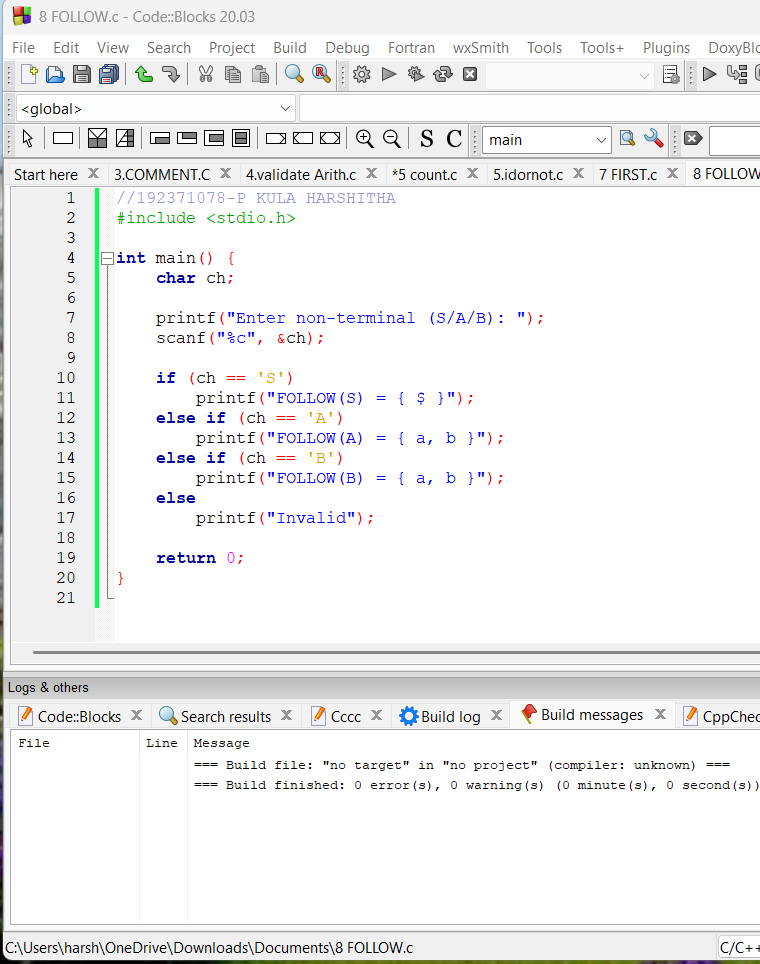 8 FOLLOW.c - Code::Blocks 20.03
File Edit View Search Project Build Debug Fortran wxSmith Tools Tools+ Plugins DoxyBlo
<global>
S C main
Start here 3.COMMENT.C 4.validate Arith.c *5 count.c 5.idornot.c 7 FIRST.c 8 FOLLOW
1 //192371078-P KULA HARSHITHA
2 #include <stdio.h>
3
4 int main() {
5 char ch;
6
7 printf("Enter non-terminal (S/A/B): ");
8 scanf("%c", &ch);
9
10 if (ch == 'S')
11 printf("FOLLOW(S) = { $ }");
12 else if (ch == 'A')
13 printf("FOLLOW(A) = { a, b }");
14 else if (ch == 'B')
15 printf("FOLLOW(B) = { a, b }");
16 else
17 printf("Invalid");
18
19 return 0;
20 }
21
Logs & others
Code::Blocks Search results Cccc Build log Build messages CppChec
File Line Message
=== Build file: "no target" in "no project" (compiler: unknown) ===
=== Build finished: 0 error(s), 0 warning(s) (0 minute(s), 0 second(s))
C:\Users\harsh\OneDrive\Downloads\Documents\8 FOLLOW.c C/C++